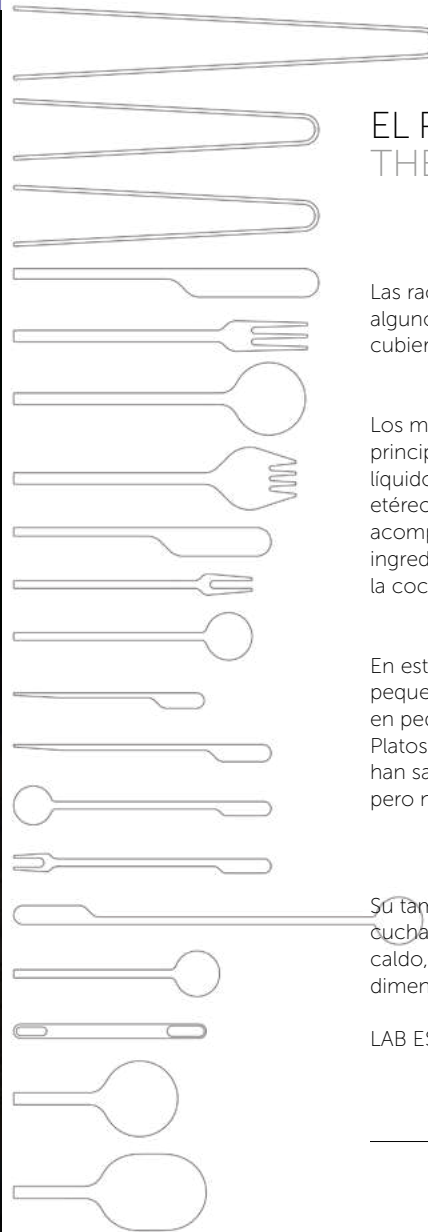 EL
THE
Las rac
alguno
cubier
Los m
princip
líquido
etéreo
acomp
ingred
la coc
En est
peque
en peq
Platos
han sa
pero n
Su tam
cucha
caldo,
dimen
LAB ES